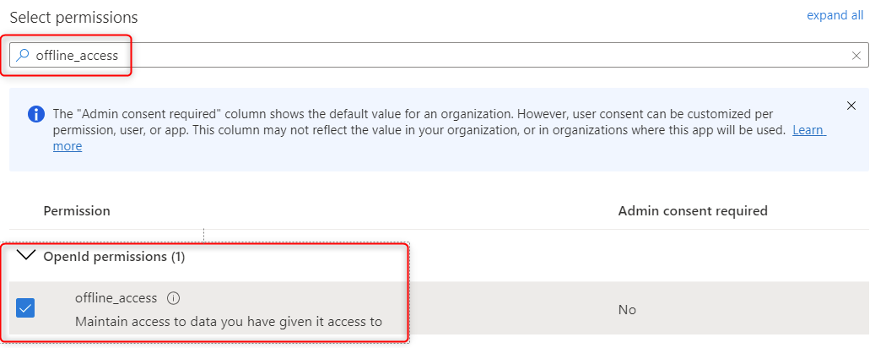 Select permissions
expand all
offline_access
The "Admin consent required" column shows the default value for an organization. However, user consent can be customized per
permission, user, or app. This column may not reflect the value in your organization, or in organizations where this app will be used. Learn
more
Permission
Admin consent required
OpenId permissions (1)
offline_access
Maintain access to data you have given it access to
No